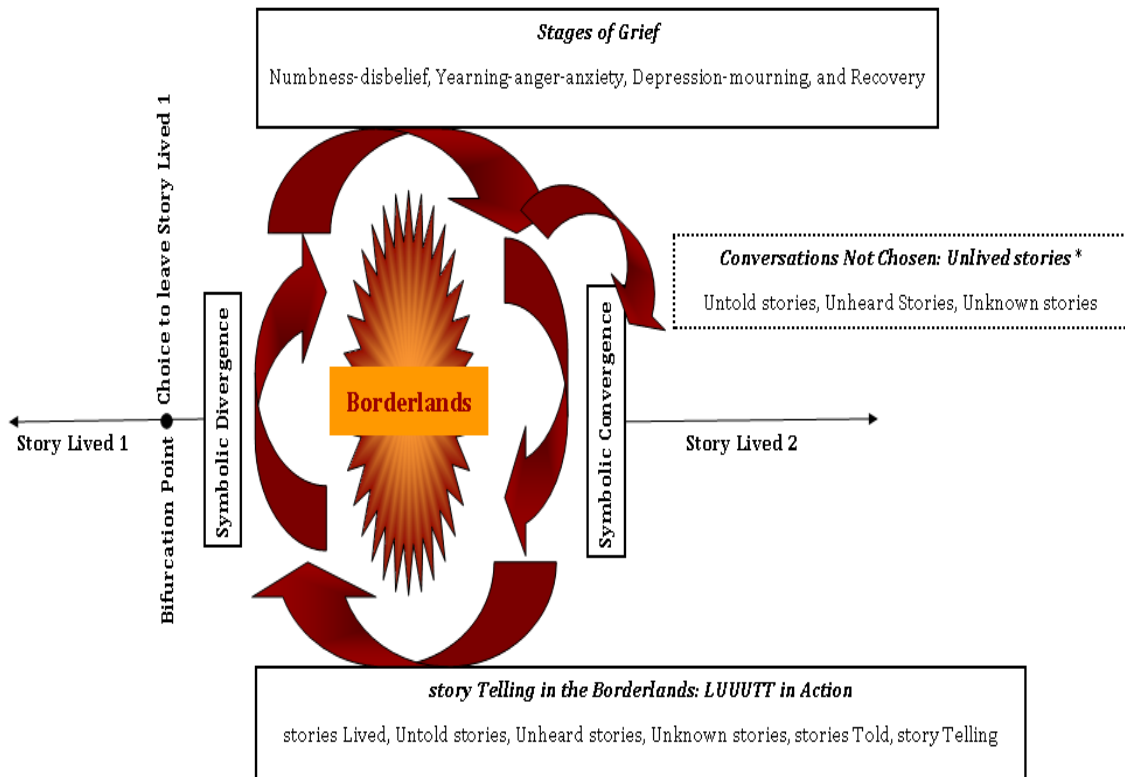 Stages of Grief
Numbness-disbelief, Yearning-anger-anxiety, Depression-mourning, and Recovery
Bifurcation Point
Choice to leave Story Lived 1
Symbolic Divergence
Borderlands
Symbolic Convergence
Conversations Not Chosen: Unlived stories *
Untold stories, Unheard Stories, Unknown stories
Story Lived 1
Story Lived 2
story Telling in the Borderlands: LUUUTT in Action
stories Lived, Untold stories, Unheard stories, Unknown stories, stories Told, story Telling